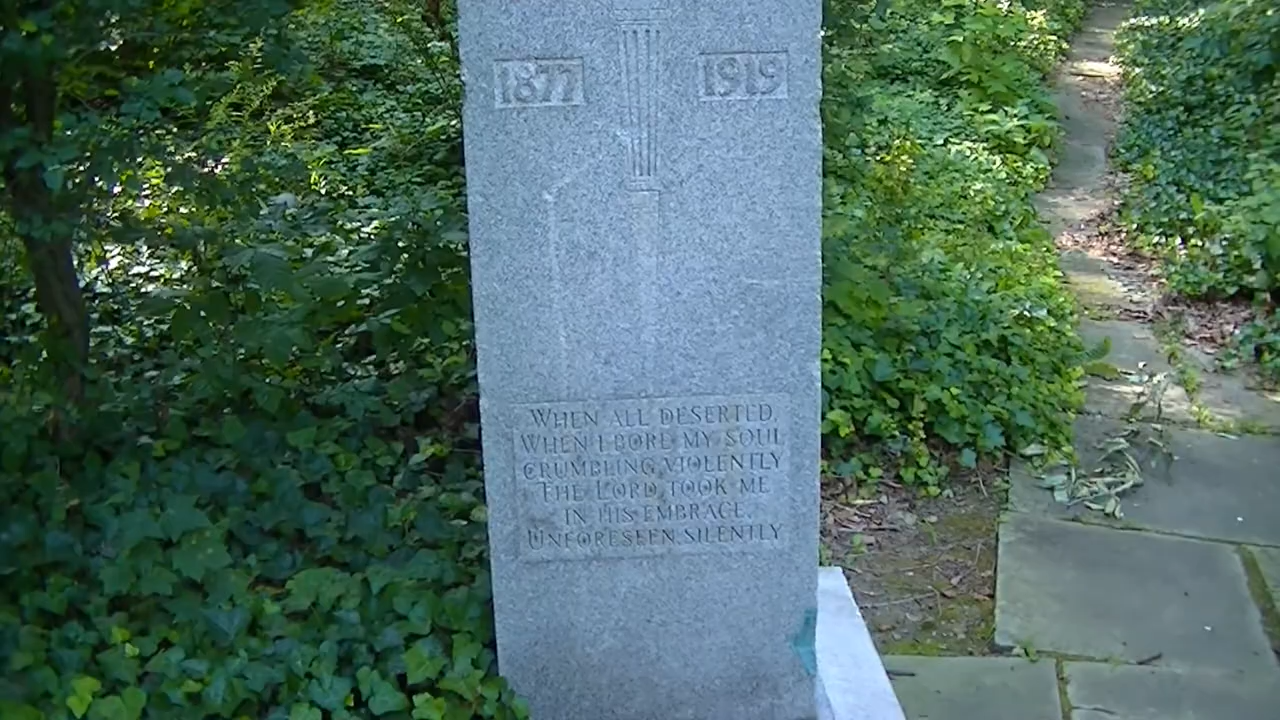 1877 1919
WHEN ALL DESERTED,
WHEN I BORE MY SOUL
CRUMBLING, VIOLENTLY
THE LORD TOOK ME
IN HIS EMBRACE,
UNFORESEEN, SILENTLY